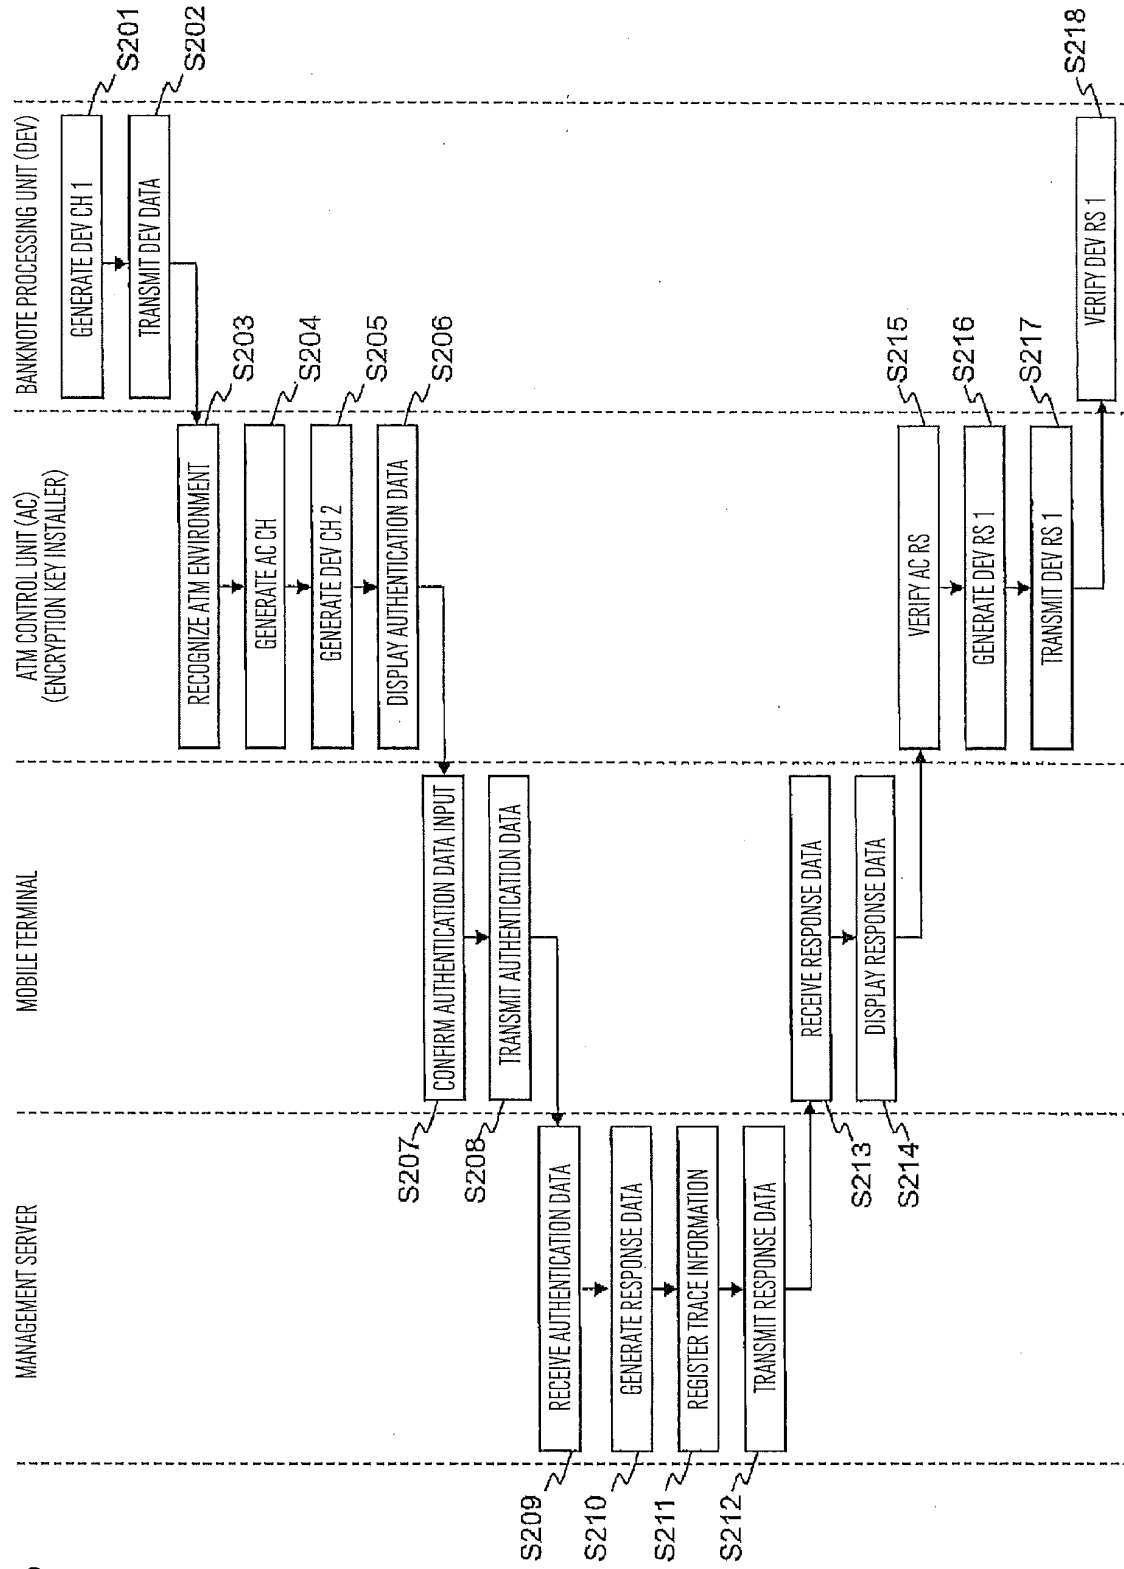 MANAGEMENT SERVER
MOBILE TERMINAL
ATM CONTROL UNIT (AC)
(ENCRYPTION KEY INSTALLER)
BANKNOTE PROCESSING UNIT (DEV)
GENERATE DEV CH 1
S201
TRANSMIT DEV DATA
S202
RECOGNIZE ATM ENVIRONMENT
S203
GENERATE AC CH
S204
GENERATE DEV CH 2
S205
DISPLAY AUTHENTICATION DATA
S206
S207
CONFIRM AUTHENTICATION DATA INPUT
S208
TRANSMIT AUTHENTICATION DATA
S209
RECEIVE AUTHENTICATION DATA
S210
GENERATE RESPONSE DATA
S211
REGISTER TRACE INFORMATION
S212
TRANSMIT RESPONSE DATA
S213
RECEIVE RESPONSE DATA
S214
DISPLAY RESPONSE DATA
VERIFY AC RS
S215
GENERATE DEV RS 1
S216
TRANSMIT DEV RS 1
S217
VERIFY DEV RS 1
S218